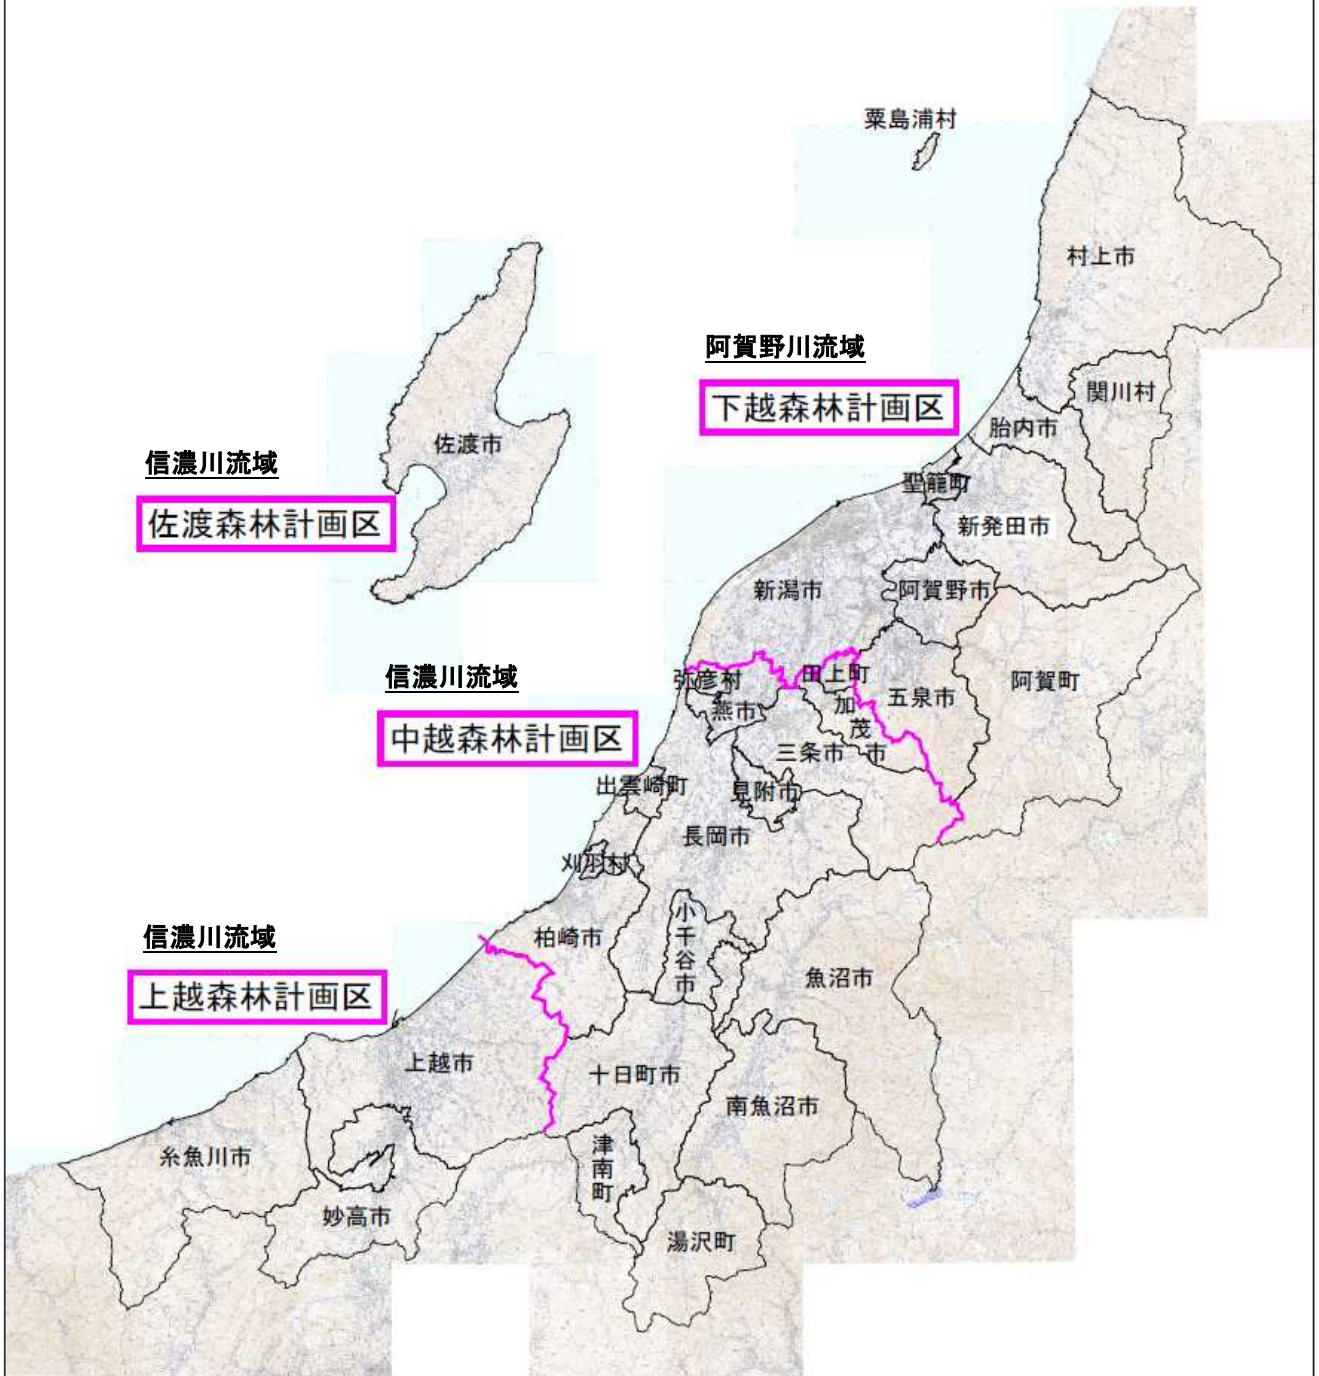 粟島浦村
村上市
阿賀野川流域
下越森林計画区
関川村
胎内市
佐渡市
信濃川流域
佐渡森林計画区
聖籠町
新発田市
新潟市
阿賀野市
信濃川流域
中越森林計画区
弥彦村
田上町
阿賀町
五泉市
燕市
加茂市
三条市
出雲崎町
見附市
長岡市
刈羽村
小千谷市
柏崎市
信濃川流域
上越森林計画区
魚沼市
上越市
十日町市
南魚沼市
糸魚川市
津南町
妙高市
湯沢町